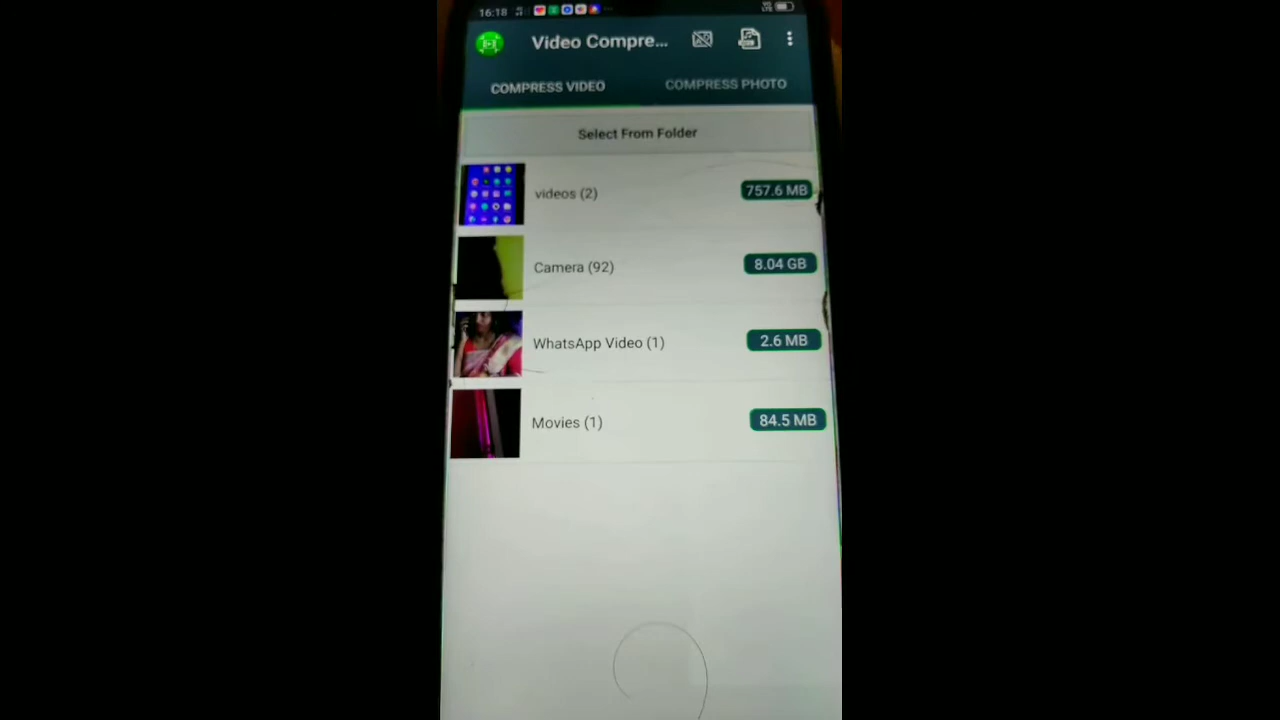 16:18
Video Compre...
COMPRESS VIDEO
COMPRESS PHOTO
Select From Folder
videos (2)
757.6 MB
Camera (92)
8.04 GB
WhatsApp Video (1)
2.6 MB
Movies (1)
84.5 MB